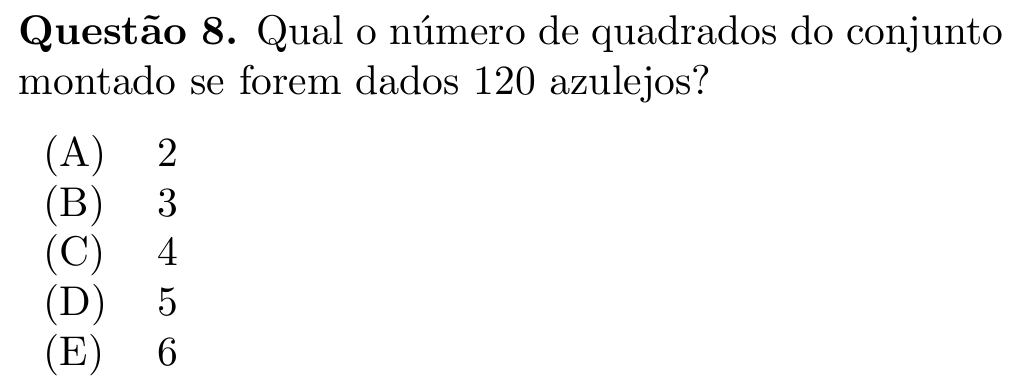 Questão 8. Qual o número de quadrados do conjunto
montado se forem dados 120 azulejos?
(A) 2
(B) 3
(C) 4
(D) 5
(E) 6